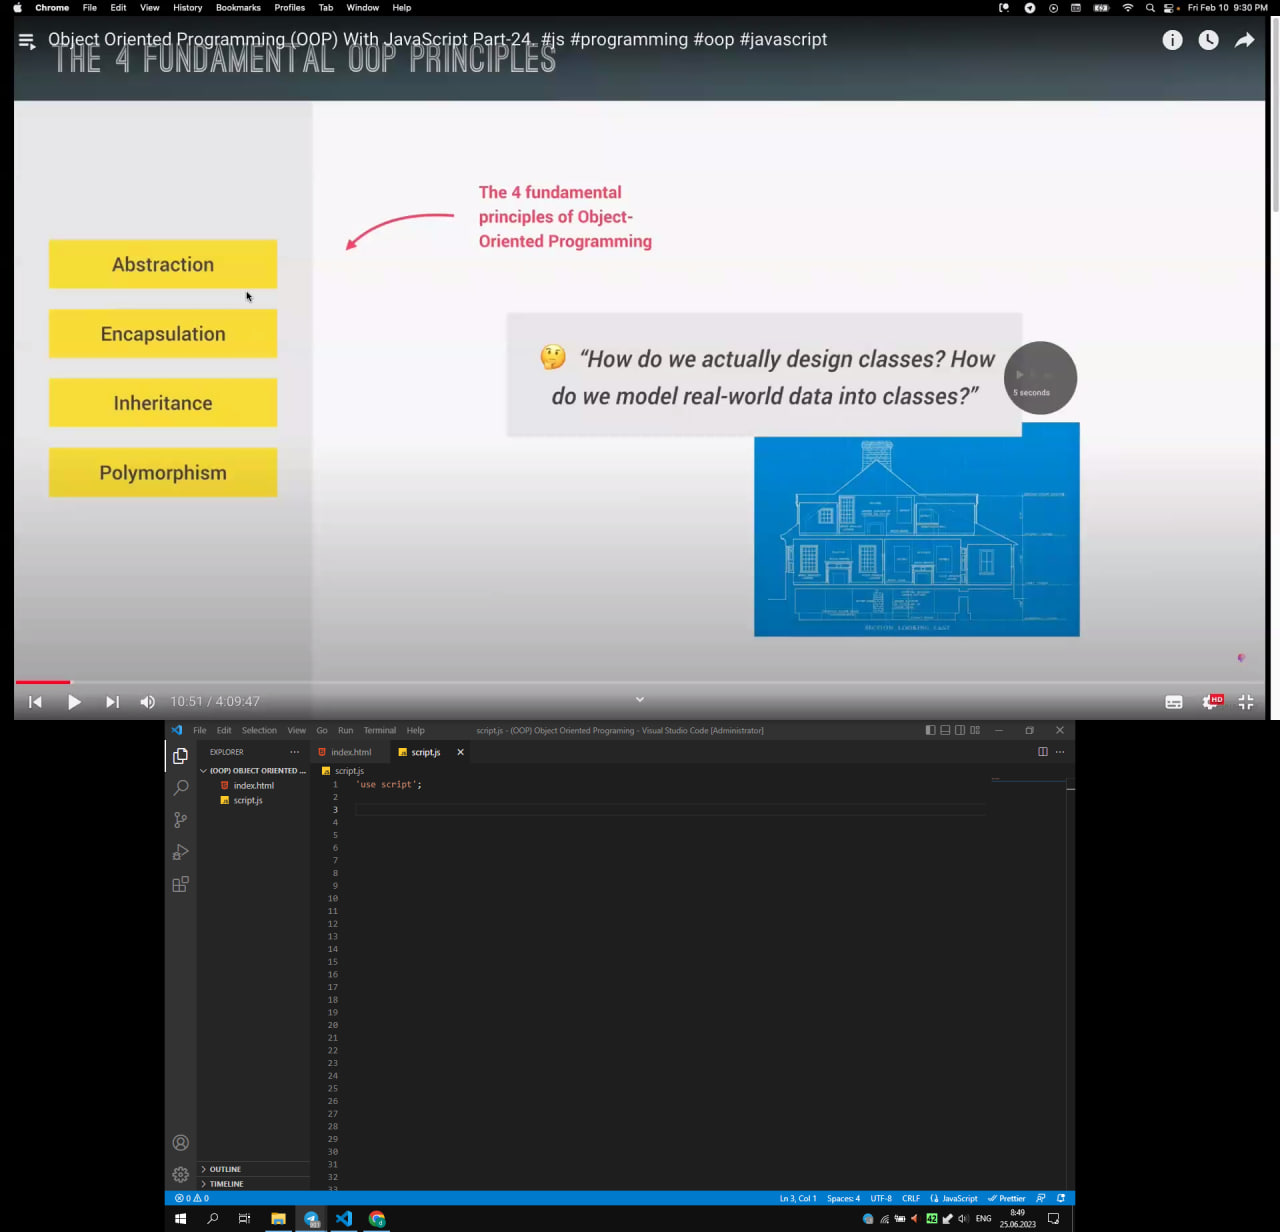 Chrome File Edit View History Bookmarks Profiles Tab Window Help
Fri Feb 10 9:30 PM
Object Oriented Programming (OOP) With JavaScript Part-24. #js #programming #oop #javascript
THE 4 FUNDAMENTAL OOP PRINCIPLES
The 4 fundamental
principles of Object-
Oriented Programming
Abstraction
Encapsulation
Inheritance
Polymorphism
“How do we actually design classes? How
do we model real-world data into classes?”
5 seconds
SECTION LOOKING EAST
10:51 / 4:09:47
HD
File Edit Selection View Go Run Terminal Help
script.js - (OOP) Object Oriented Programing - Visual Studio Code [Administrator]
EXPLORER
index.html
script.js
(OOP) OBJECT ORIENTED ...
index.html
script.js
script.js
1 'use script';
2
3
4
5
6
7
8
9
10
11
12
13
14
15
16
17
18
19
20
21
22
23
24
25
26
27
28
29
30
31
32
33
OUTLINE
TIMELINE
0 0
Ln 3, Col 1 Spaces: 4 UTF-8 CRLF JavaScript Prettier
42
ENG
8:49
25.06.2023